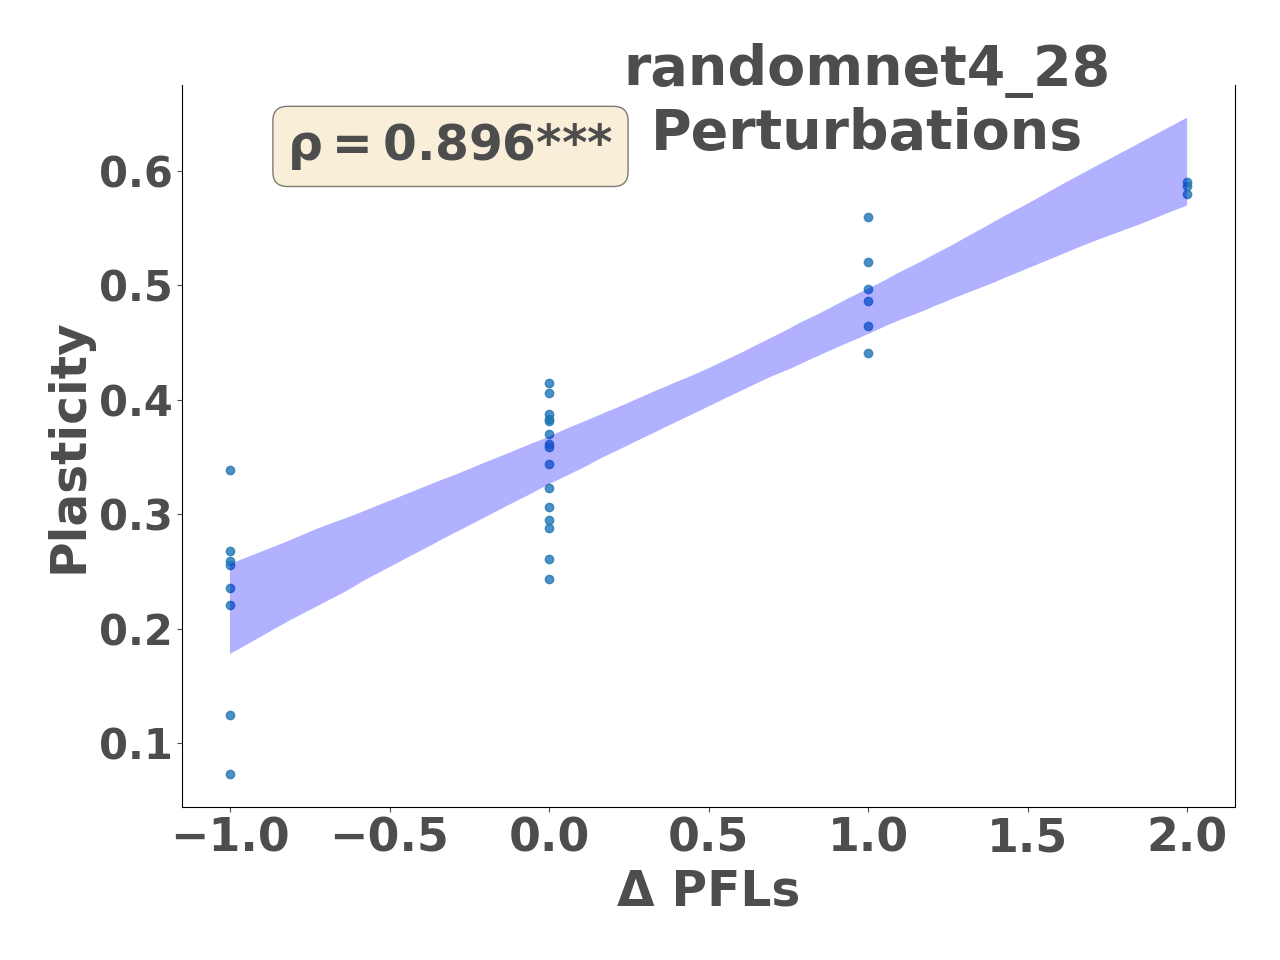 randomnet4_28
Perturbations
ρ = 0.896***
Plasticity
0.6
0.5
0.4
0.3
0.2
0.1
−1.0 −0.5 0.0 0.5 1.0 1.5 2.0
Δ PFLs